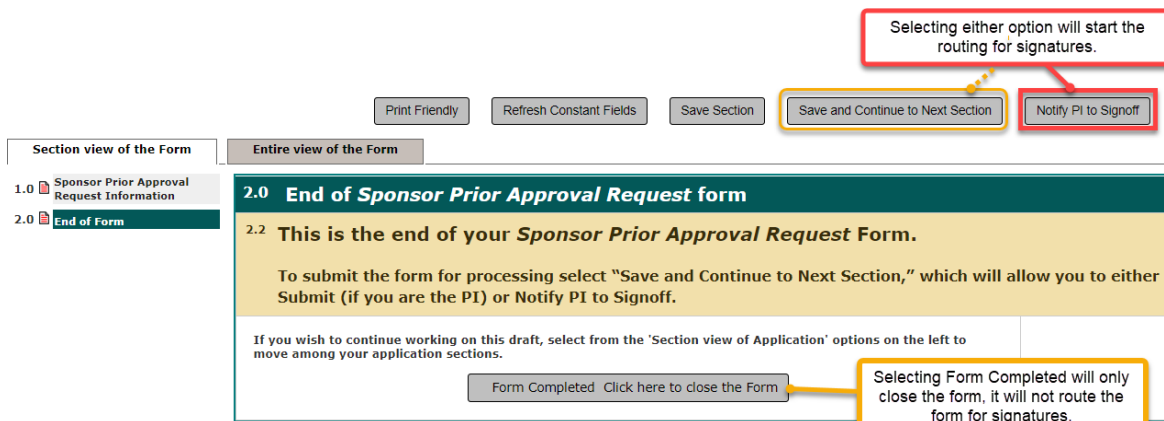 Selecting either option will start the
routing for signatures.
Print Friendly
Refresh Constant Fields
Save Section
Save and Continue to Next Section
Notify PI to Signoff
Section view of the Form
Entire view of the Form
1.0 Sponsor Prior Approval
Request Information
2.0 End of Form
2.0 End of Sponsor Prior Approval Request form
2.2 This is the end of your Sponsor Prior Approval Request Form.
To submit the form for processing select “Save and Continue to Next Section,” which will allow you to either
Submit (if you are the PI) or Notify PI to Signoff.
If you wish to continue working on this draft, select from the 'Section view of Application' options on the left to
move among your application sections.
Form Completed Click here to close the Form
Selecting Form Completed will only
close the form, it will not route the
form for signatures.